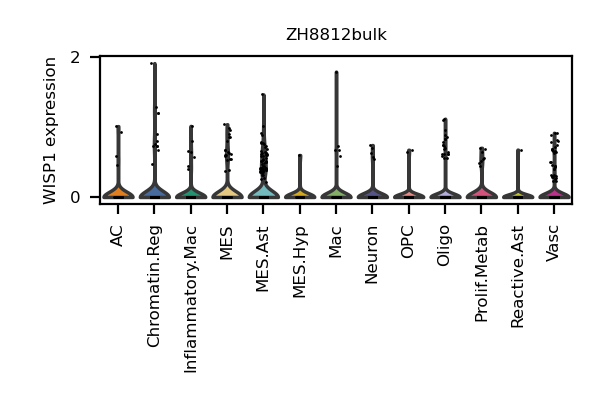 ZH8812bulk
WISP1 expression
2
0
AC
Chromatin.Reg
Inflammatory.Mac
MES
MES.Ast
MES.Hyp
Mac
Neuron
OPC
Oligo
Prolif.Metab
Reactive.Ast
Vasc